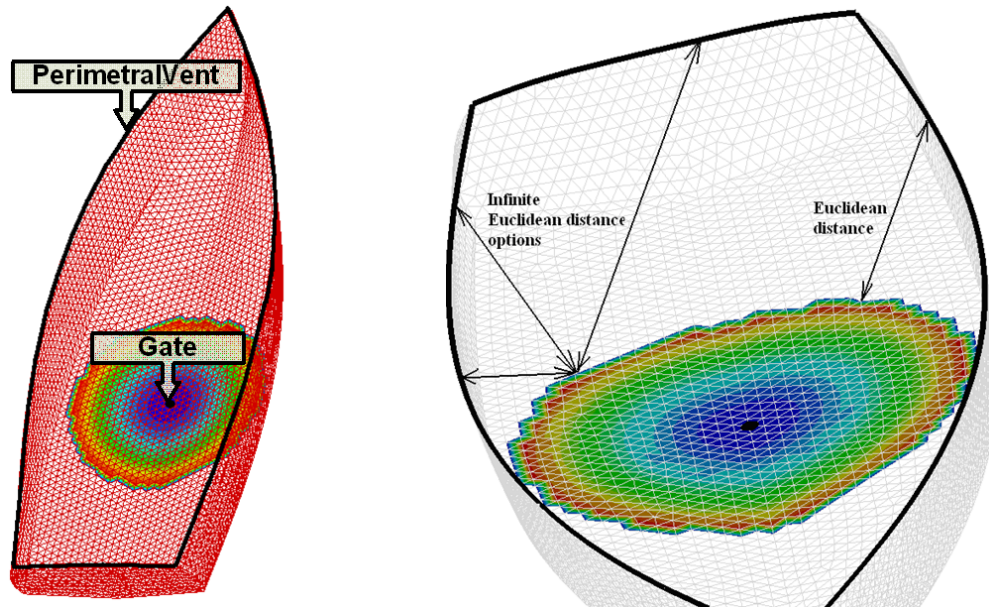 PerimetralVent
Gate
Infinite
Euclidean distance
options
Euclidean
distance